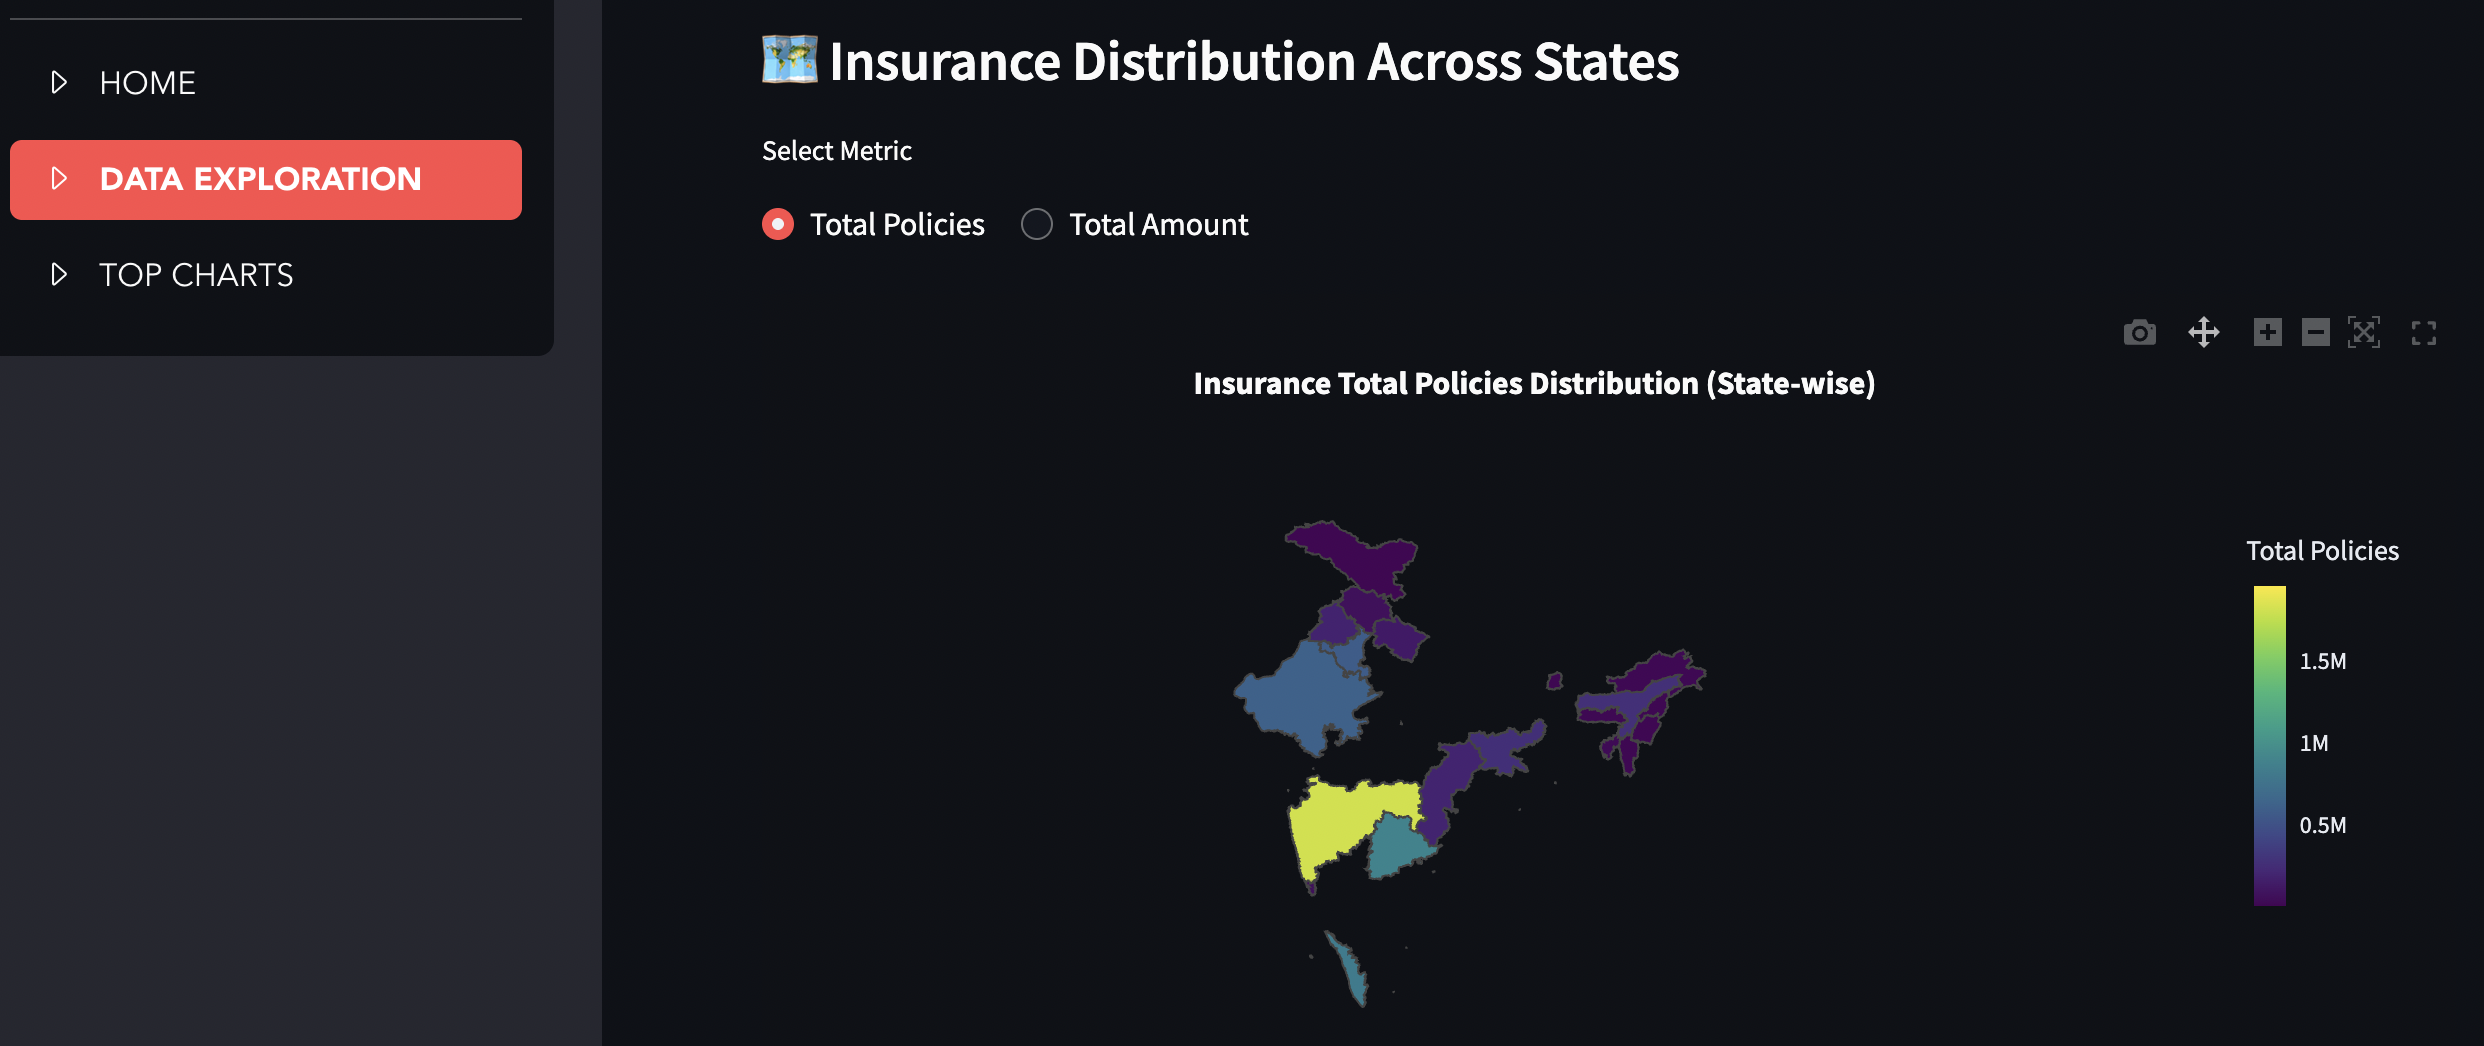 HOME
DATA EXPLORATION
TOP CHARTS
Insurance Distribution Across States
Select Metric
Total Policies
Total Amount
Insurance Total Policies Distribution (State-wise)
Total Policies
1.5M
1M
0.5M